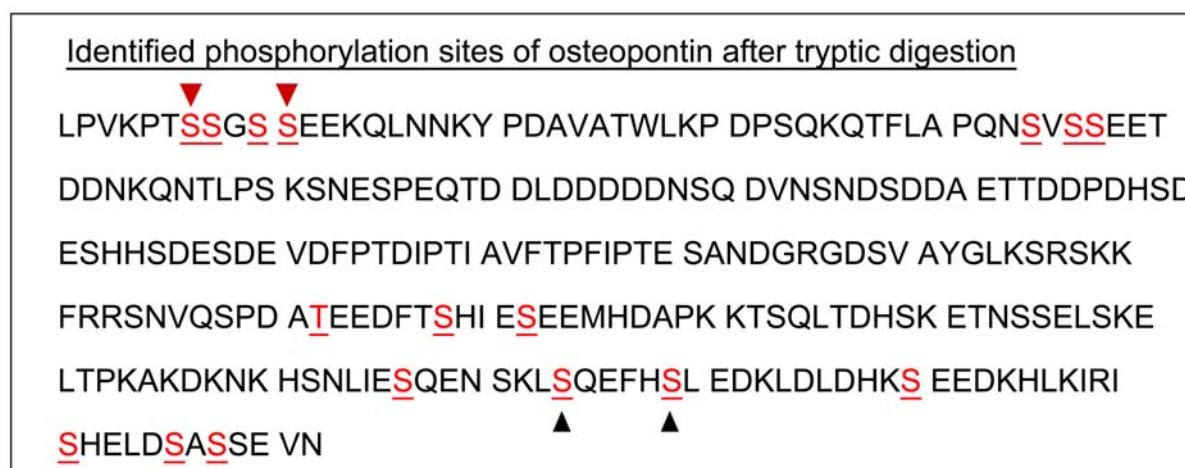 Identified phosphorylation sites of osteopontin after tryptic digestion
LPVKPTSSGS SEEKQLNNKY PDAVATWLKP DPSQKQTFLA PQNSVSSEET
DDNKQNTLPS KSNESPEQTD DLDDDDDNSQ DVNSNDSDDA ETTDDPDHSD
ESHHSDESDE VDFPTDIPTI AVFTPFIPTE SANDGRGDSV AYGLKSRSKK
FRRSNVQSPD ATEEDFTSHI ESEEMHDAPK KTSQLTDHSK ETNSSELSKE
LTPKAKDKNK HSNLIESQEN SKLSQEFHSL EDKLDLDHKS EEDKHLKIRI
SHELDSASSE VN